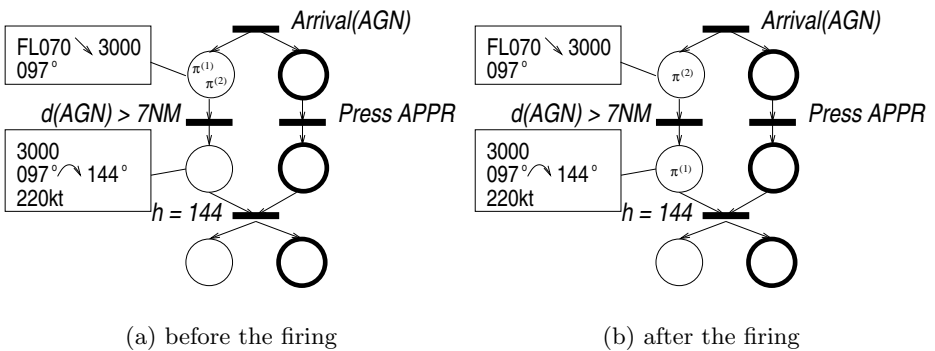 Arrival(AGN)
FL070 ↘ 3000
097°
π(1)
π(2)
d(AGN) > 7NM
Press APPR
3000
097° ↷ 144°
220kt
h = 144
(a) before the firing
Arrival(AGN)
FL070 ↘ 3000
097°
π(2)
d(AGN) > 7NM
Press APPR
3000
097° ↷ 144°
220kt
π(1)
h = 144
(b) after the firing